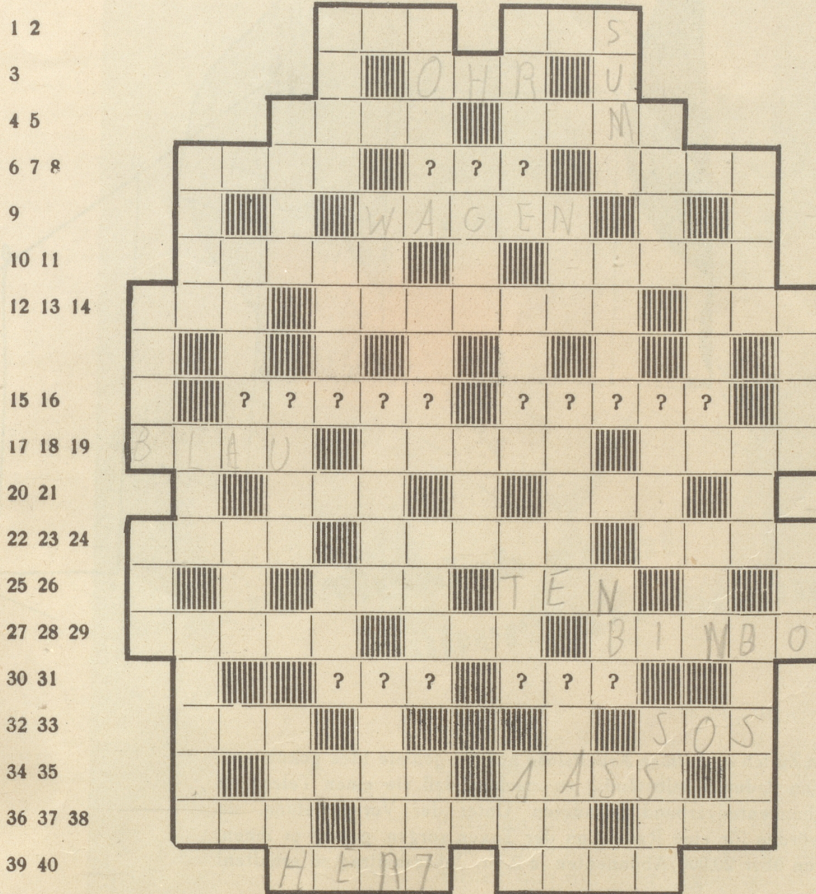 1 2 S
3 OHR U
4 5 M
6 7 8 ? ? ?
9 WAGEN
10 11
12 13 14
15 16 ? ? ? ? ? ? ? ? ? ?
17 18 19 BLAU
20 21
22 23 24
25 26 TEN
27 28 29 BIMBO
30 31 ? ? ? ? ? ?
32 33 SOS
34 35 JASS
36 37 38
39 40 HERZ